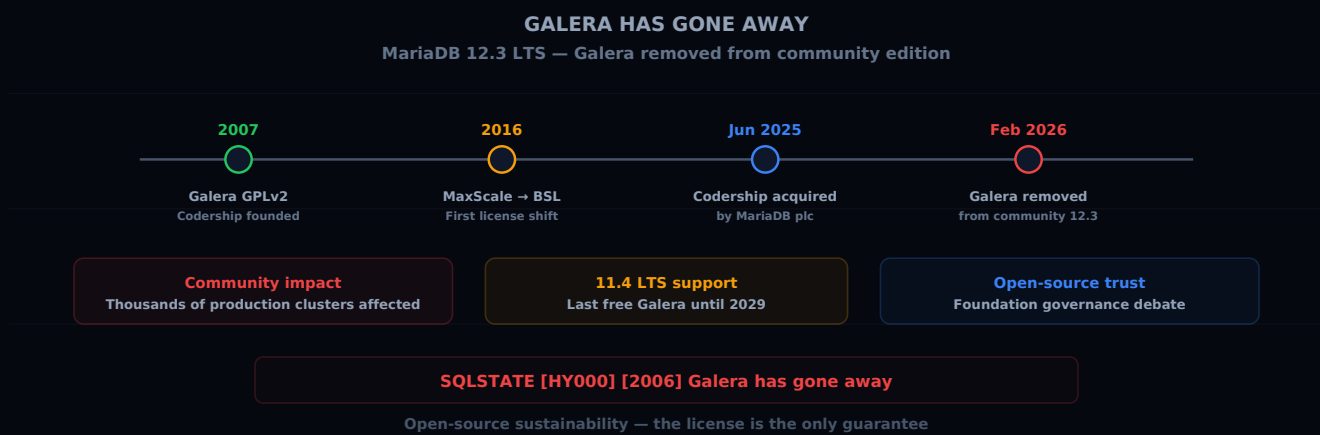 GALERA HAS GONE AWAY
MariaDB 12.3 LTS — Galera removed from community edition
2007
2016
Jun 2025
Feb 2026
Galera GPLv2
MaxScale → BSL
Codership acquired
Galera removed
Codership founded
First license shift
by MariaDB plc
from community 12.3
Community impact
11.4 LTS support
Open-source trust
Thousands of production clusters affected
Last free Galera until 2029
Foundation governance debate
SQLSTATE [HY000] [2006] Galera has gone away
Open-source sustainability — the license is the only guarantee